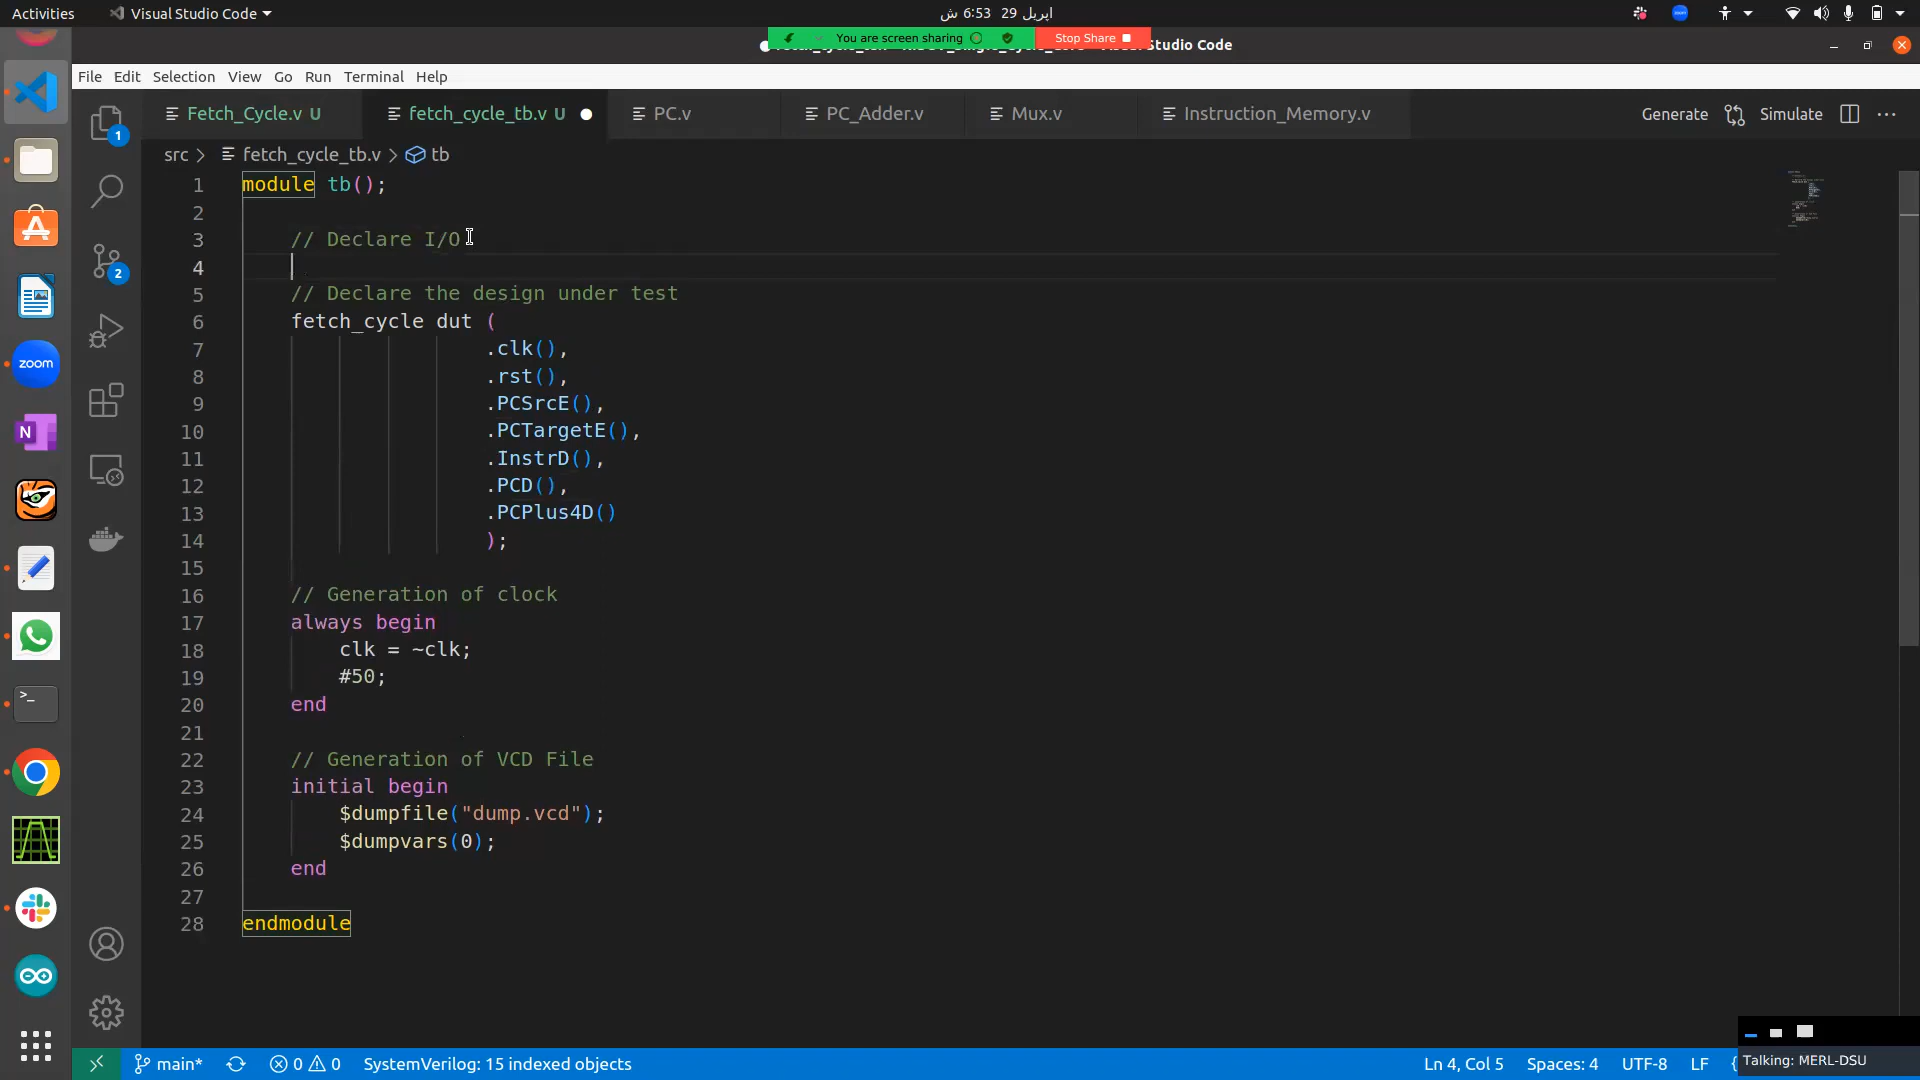 Activities
Visual Studio Code
اپریل 29 6:53 ش
zoom
You are screen sharing
Stop Share
Studio Code
File Edit Selection View Go Run Terminal Help
Fetch_Cycle.v U
fetch_cycle_tb.v U
PC.v
PC_Adder.v
Mux.v
Instruction_Memory.v
Generate
Simulate
src > fetch_cycle_tb.v > tb
1 module tb();
2
3 // Declare I/O
4
5 // Declare the design under test
6 fetch_cycle dut (
7 .clk(),
8 .rst(),
9 .PCSrcE(),
10 .PCTargetE(),
11 .InstrD(),
12 .PCD(),
13 .PCPlus4D()
14 );
15
16 // Generation of clock
17 always begin
18 clk = ~clk;
19 #50;
20 end
21
22 // Generation of VCD File
23 initial begin
24 $dumpfile("dump.vcd");
25 $dumpvars(0);
26 end
27
28 endmodule
1
2
zoom
N
>_
main*
0 0
SystemVerilog: 15 indexed objects
Ln 4, Col 5
Spaces: 4
UTF-8
LF
{
Talking: MERL-DSU